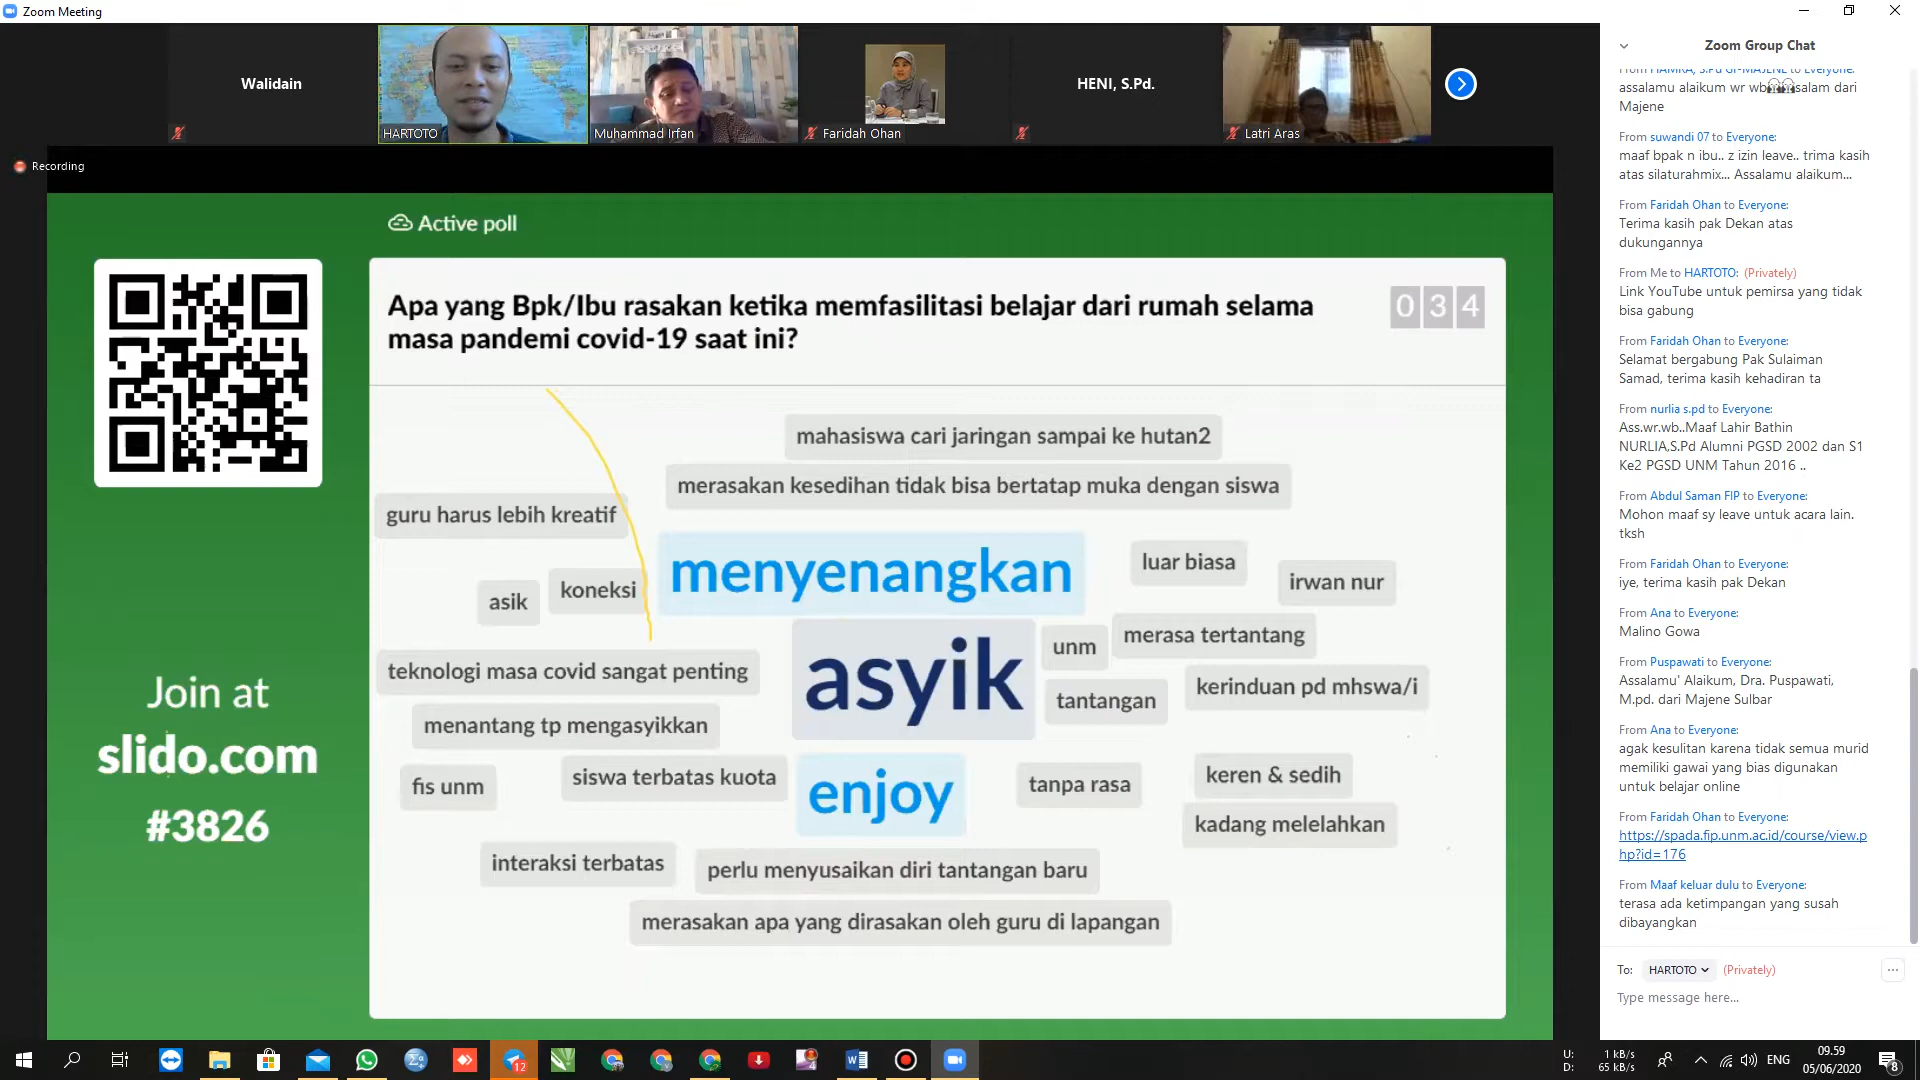 Zoom Meeting
Walidain
HARTOTO
Muhammad Irfan
Faridah Ohan
HENI, S.Pd.
Latri Aras
Recording
Active poll
Apa yang Bpk/Ibu rasakan ketika memfasilitasi belajar dari rumah selama
masa pandemi covid-19 saat ini?
034
mahasiswa cari jaringan sampai ke hutan2
merasakan kesedihan tidak bisa bertatap muka dengan siswa
guru harus lebih kreatif
menyenangkan
luar biasa
irwan nur
asik
koneksi
asyik
unm
merasa tertantang
teknologi masa covid sangat penting
tantangan
kerinduan pd mhswa/i
menantang tp mengasyikkan
fis unm
siswa terbatas kuota
enjoy
tanpa rasa
keren & sedih
kadang melelahkan
interaksi terbatas
perlu menyusaikan diri tantangan baru
merasakan apa yang dirasakan oleh guru di lapangan
Join at
slido.com
#3826
Zoom Group Chat
From HAMKA, S.Pd GI-MAJENE to Everyone:
assalamu alaikum wr wb salam dari
Majene
From suwandi 07 to Everyone:
maaf bpak n ibu.. z izin leave.. trima kasih
atas silaturahmix... Assalamu alaikum...
From Faridah Ohan to Everyone:
Terima kasih pak Dekan atas
dukungannya
From Me to HARTOTO: (Privately)
Link YouTube untuk pemirsa yang tidak
bisa gabung
From Faridah Ohan to Everyone:
Selamat bergabung Pak Sulaiman
Samad, terima kasih kehadiran ta
From nurlia s.pd to Everyone:
Ass.wr.wb..Maaf Lahir Bathin
NURLIA,S.Pd Alumni PGSD 2002 dan S1
Ke2 PGSD UNM Tahun 2016 ..
From Abdul Saman FIP to Everyone:
Mohon maaf sy leave untuk acara lain.
tksh
From Faridah Ohan to Everyone:
iye, terima kasih pak Dekan
From Ana to Everyone:
Malino Gowa
From Puspawati to Everyone:
Assalamu' Alaikum, Dra. Puspawati,
M.pd. dari Majene Sulbar
From Ana to Everyone:
agak kesulitan karena tidak semua murid
memiliki gawai yang bias digunakan
untuk belajar online
From Faridah Ohan to Everyone:
https://spada.fip.unm.ac.id/course/view.p
hp?id=176
From Maaf keluar dulu to Everyone:
terasa ada ketimpangan yang susah
dibayangkan
To: HARTOTO (Privately)
Type message here...
12
U: 1 kB/s
D: 65 kB/s
ENG
09.59
05/06/2020
8